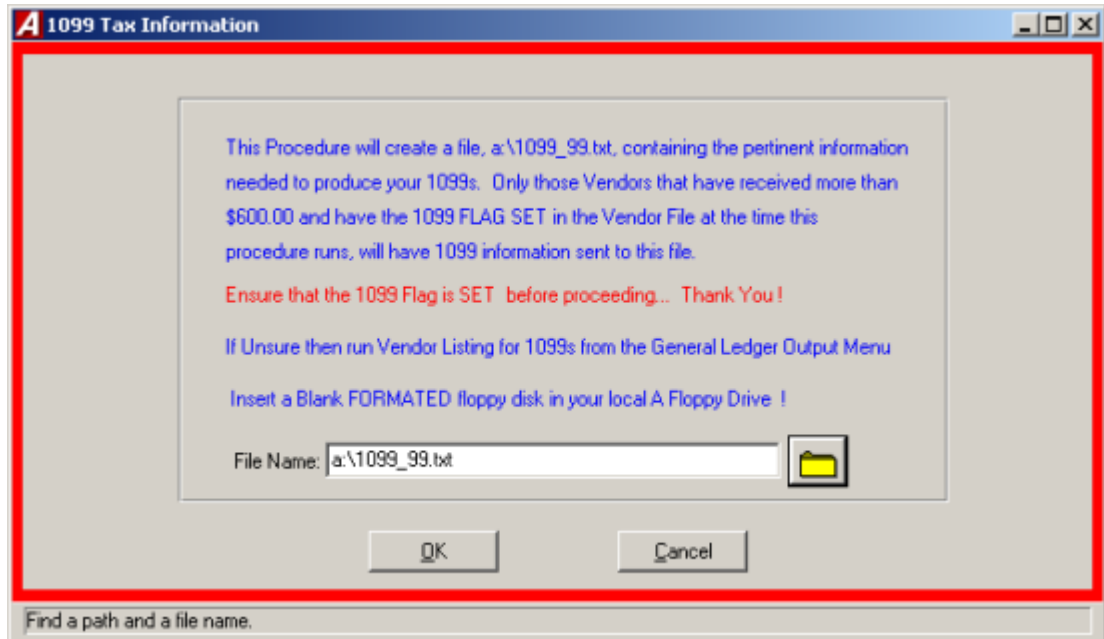 1099 Tax Information
This Procedure will create a file, a:\1099_99.txt, containing the pertinent information
needed to produce your 1099s.  Only those Vendors that have received more than
$600.00 and have the 1099 FLAG SET in the Vendor File at the time this
procedure runs, will have 1099 information sent to this file.
Ensure that the 1099 Flag is SET  before proceeding...  Thank You !
If Unsure then run Vendor Listing for 1099s from the General Ledger Output Menu
Insert a Blank FORMATED floppy disk in your local A Floppy Drive  !
File Name: a:\1099_99.txt
OK Cancel
Find a path and a file name.